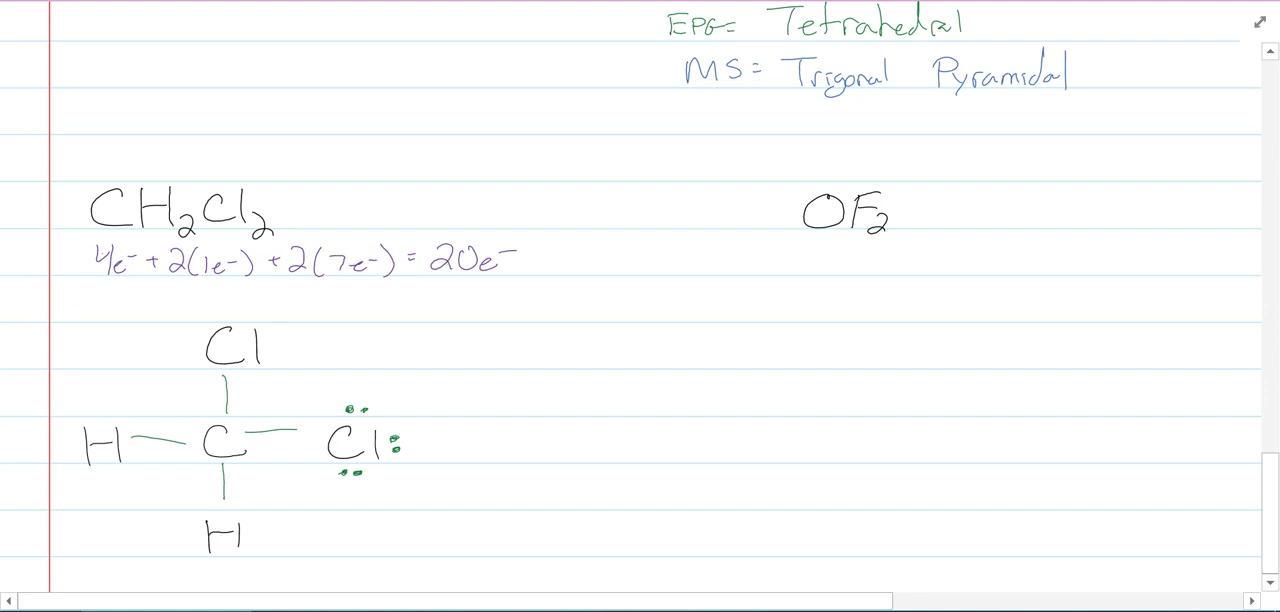 EPG= Tetrahedral
MS= Trigonal Pyramidal
CH₂Cl₂
OF₂
4e⁻ + 2(1e⁻) + 2(7e⁻) = 20e⁻
Cl
H C Cl
H